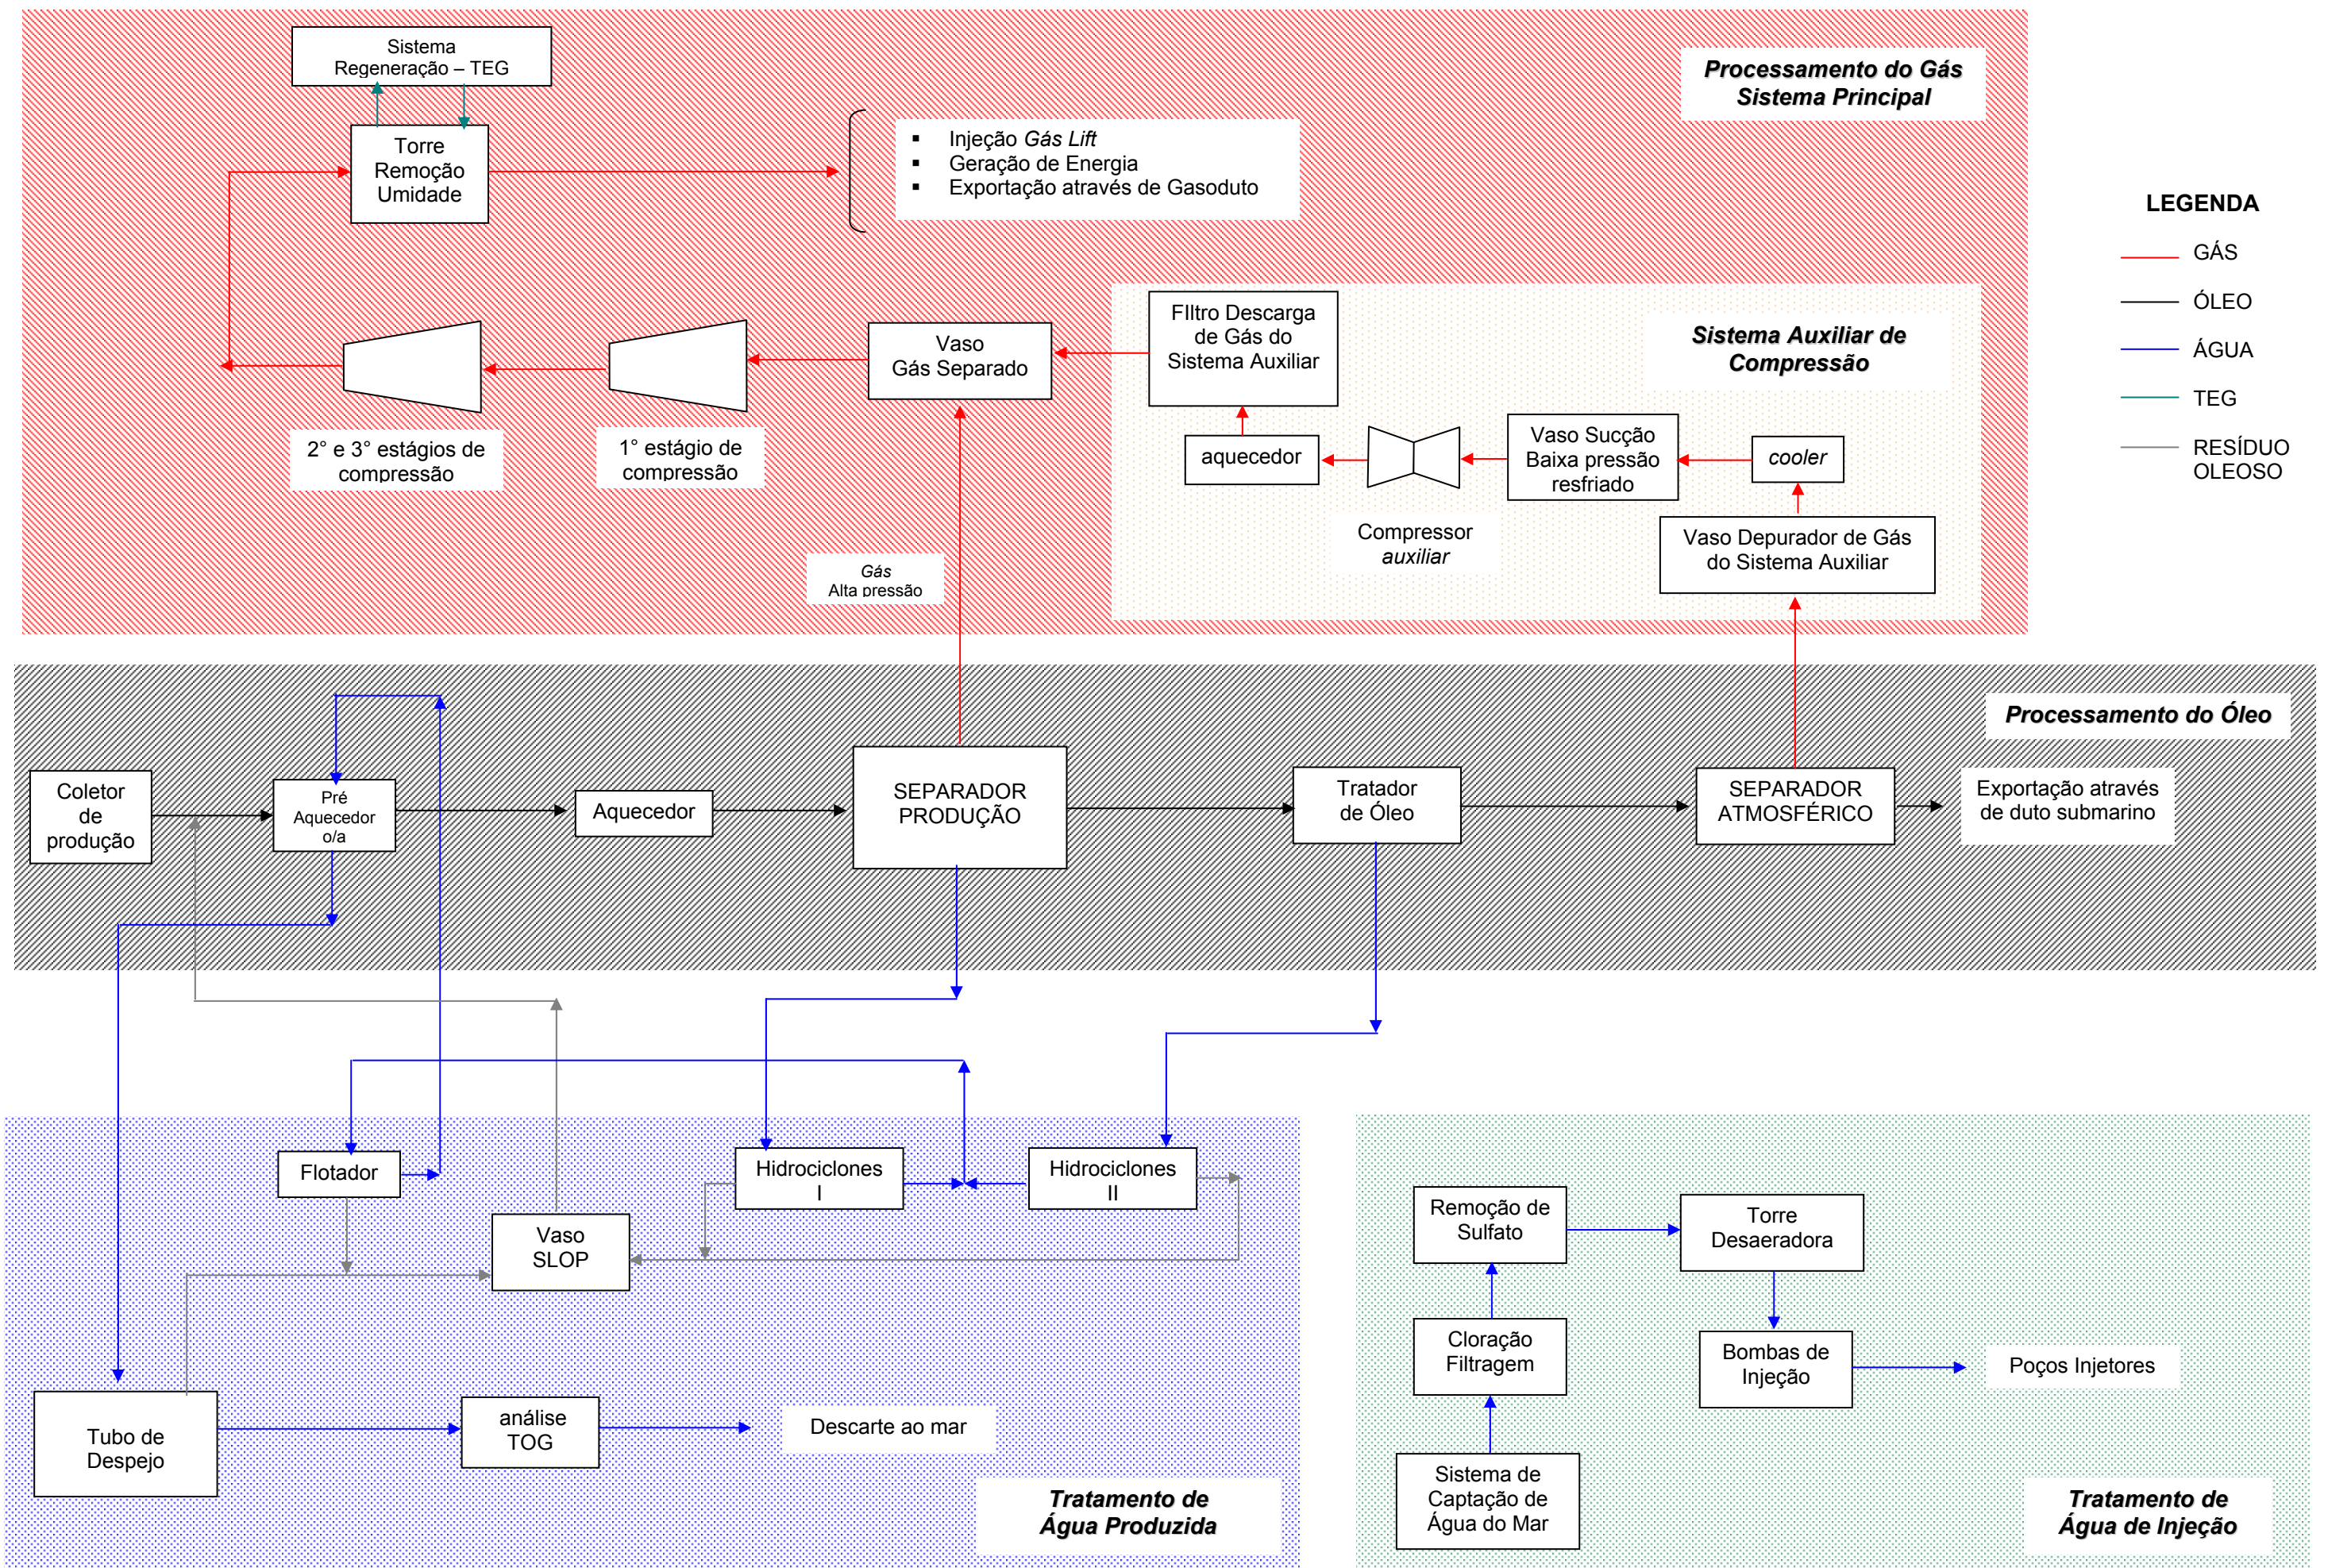 Sistema
Regeneração – TEG
Processamento do Gás
Sistema Principal
Torre
Remoção
Umidade
▪ Injeção Gás Lift
▪ Geração de Energia
▪ Exportação através de Gasoduto
LEGENDA
GÁS
ÓLEO
ÁGUA
TEG
RESÍDUO
OLEOSO
Vaso
Gás Separado
FIltro Descarga
de Gás do
Sistema Auxiliar
Sistema Auxiliar de
Compressão
2° e 3° estágios de
compressão
1° estágio de
compressão
aquecedor
Vaso Sucção
Baixa pressão
resfriado
cooler
Compressor
auxiliar
Vaso Depurador de Gás
do Sistema Auxiliar
Gás
Alta pressão
Processamento do Óleo
Coletor
de
produção
Pré
Aquecedor
o/a
Aquecedor
SEPARADOR
PRODUÇÃO
Tratador
de Óleo
SEPARADOR
ATMOSFÉRICO
Exportação através
de duto submarino
Flotador
Hidrociclones
I
Hidrociclones
II
Vaso
SLOP
Tubo de
Despejo
análise
TOG
Descarte ao mar
Tratamento de
Água Produzida
Remoção de
Sulfato
Torre
Desaeradora
Cloração
Filtragem
Bombas de
Injeção
Poços Injetores
Sistema de
Captação de
Água do Mar
Tratamento de
Água de Injeção